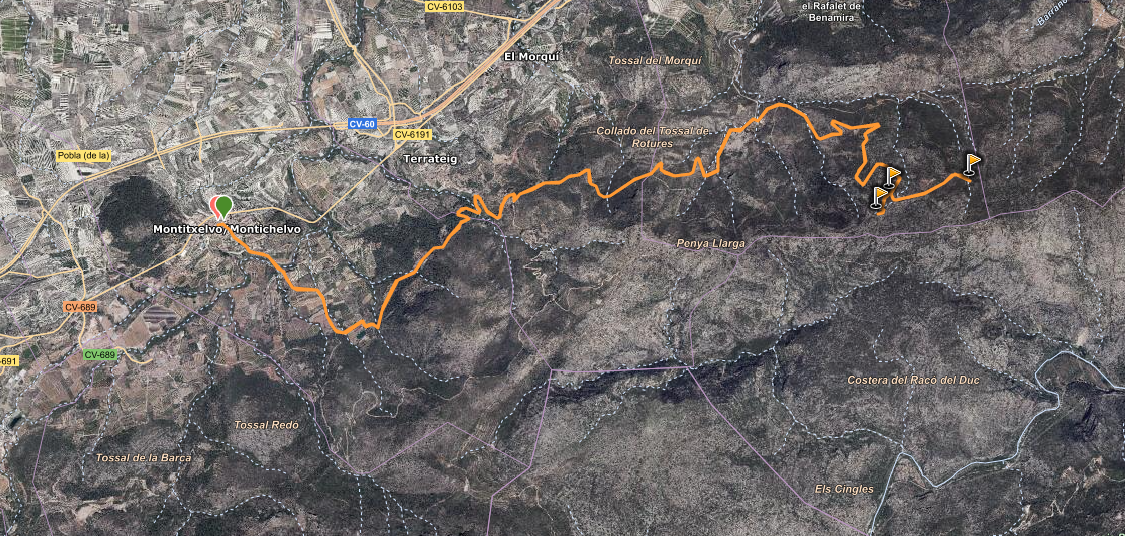 CV-6103
el Rafalet de
Benamira
Barranc
El Morquí
Tossal del Morquí
CV-60
CV-6191
Collado del Tossal de
Rotures
Pobla (de la)
Terrateig
Montitxelvo/Montichelvo
Penya Llarga
CV-689
CV-689
-691
Costera del Racó del Duc
Tossal Redó
Tossal de la Barca
Els Cingles